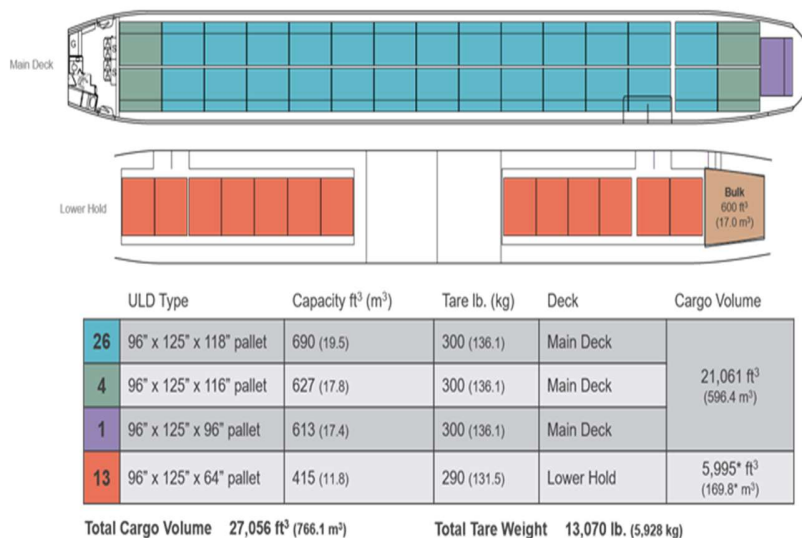 Main Deck
Lower Hold
Bulk
600 ft³
(17.0 m³)
ULD Type Capacity ft³ (m³) Tare lb. (kg) Deck Cargo Volume
26 96" x 125" x 118" pallet 690 (19.5) 300 (136.1) Main Deck
4 96" x 125" x 116" pallet 627 (17.8) 300 (136.1) Main Deck
21,061 ft³
(596.4 m³)
1 96" x 125" x 96" pallet 613 (17.4) 300 (136.1) Main Deck
13 96" x 125" x 64" pallet 415 (11.8) 290 (131.5) Lower Hold
5,995* ft³
(169.8* m³)
Total Cargo Volume 27,056 ft³ (766.1 m³) Total Tare Weight 13,070 lb. (5,928 kg)